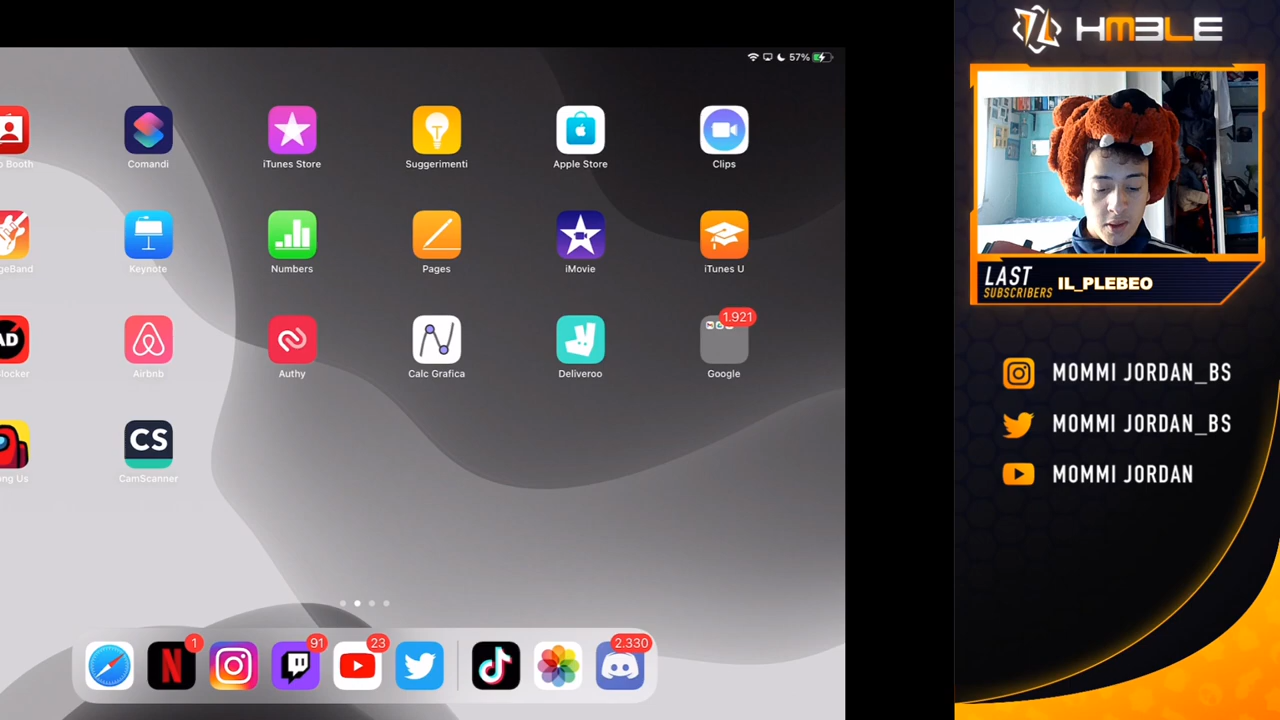 57%
o Booth
Comandi
iTunes Store
Suggerimenti
Apple Store
Clips
geBand
Keynote
Numbers
Pages
iMovie
iTunes U
AD
locker
Airbnb
Authy
Calc Grafica
Deliveroo
1.921
Google
ong Us
CS
CamScanner
1
91
23
2.330
HM3LE
LAST
SUBSCRIBERS
IL_PLEBEO
MOMMI JORDAN_BS
MOMMI JORDAN_BS
MOMMI JORDAN